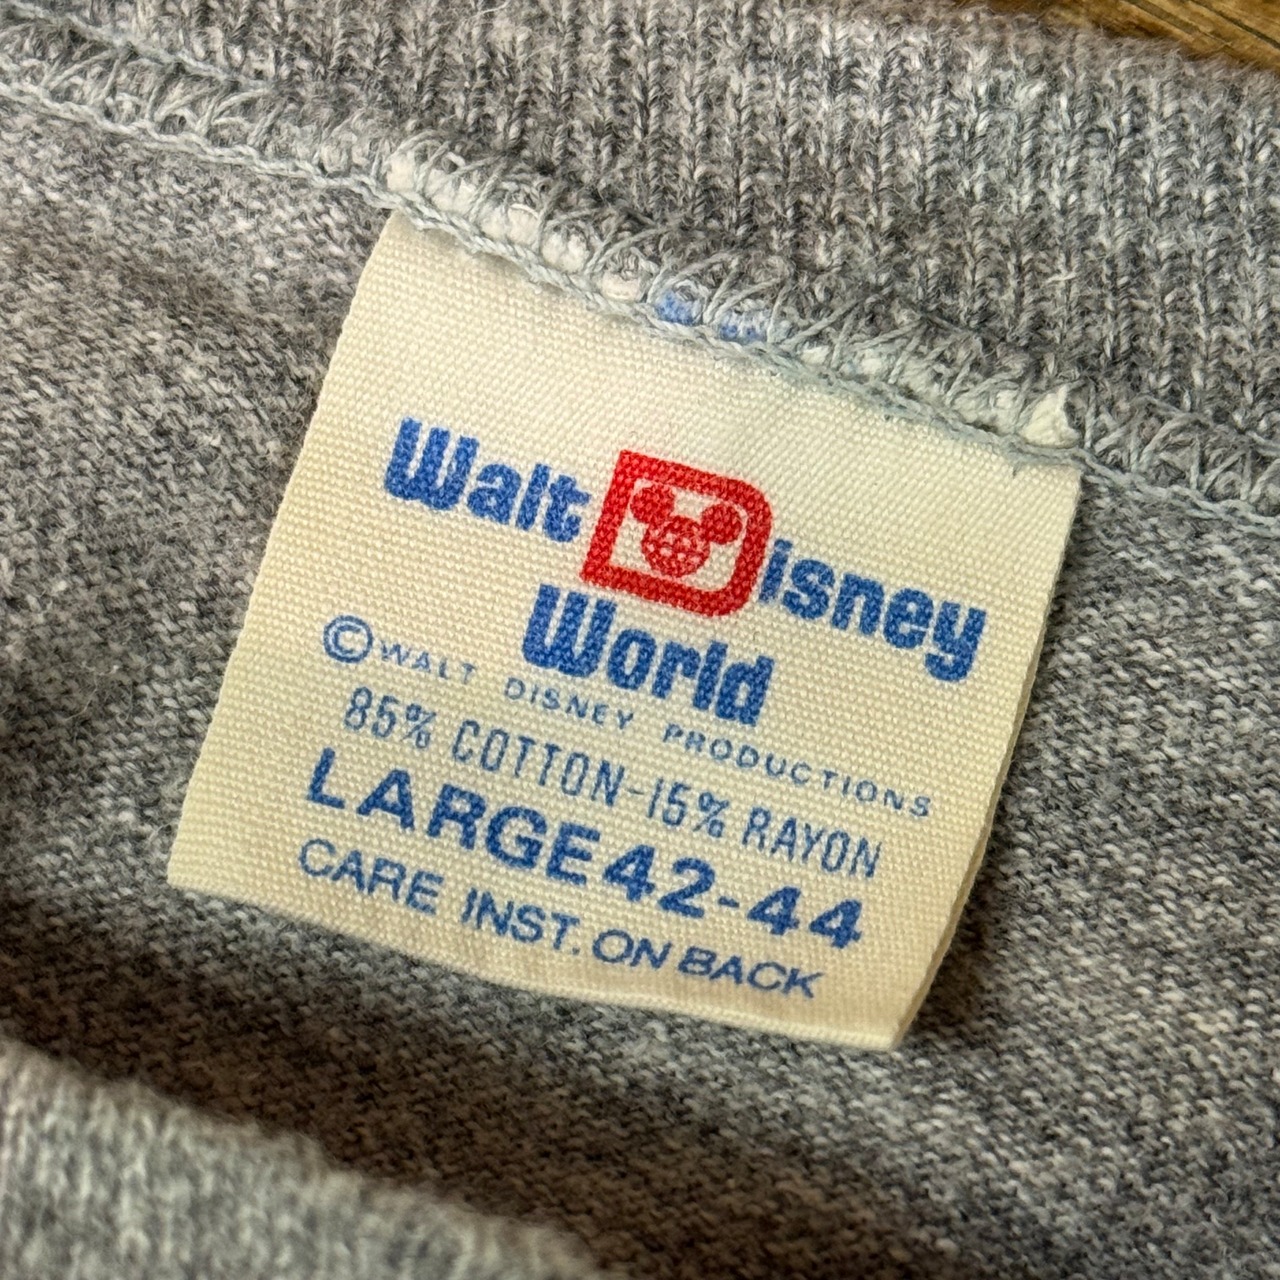 Walt Disney
World
©WALT DISNEY PRODUCTIONS
85% COTTON-15% RAYON
LARGE 42-44
CARE INST. ON BACK